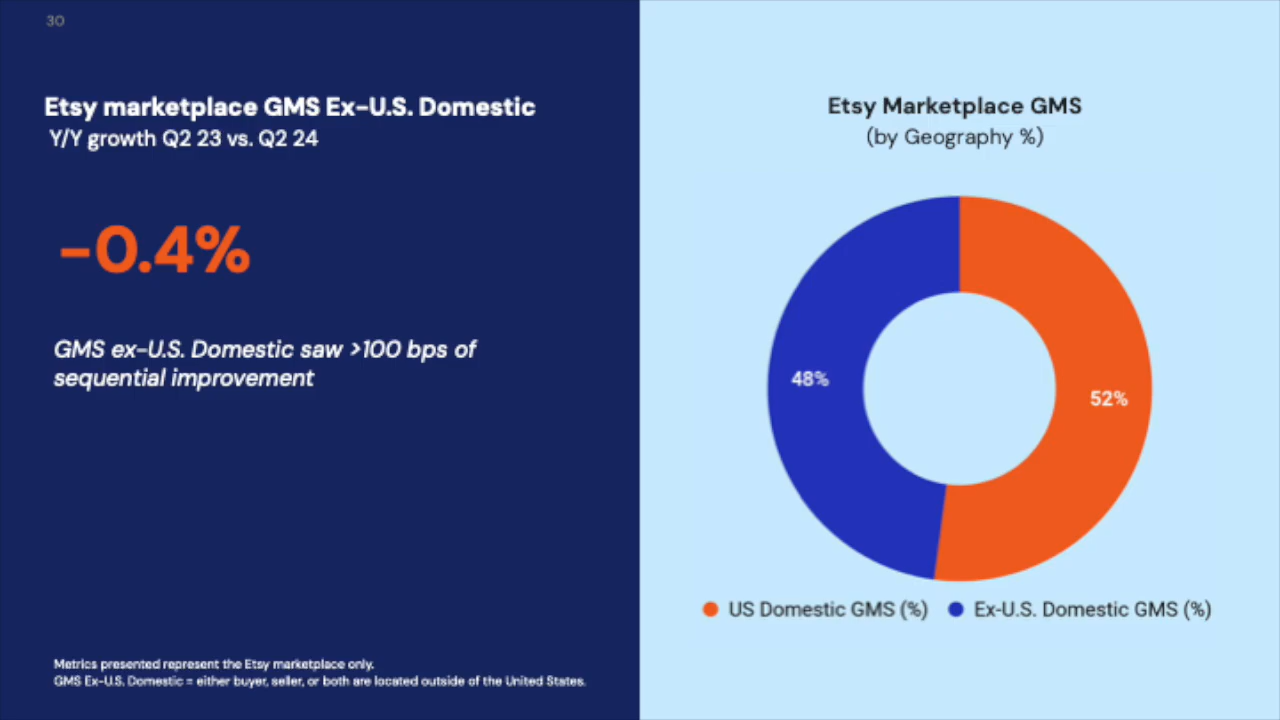 30
Etsy marketplace GMS Ex-U.S. Domestic
Y/Y growth Q2 23 vs. Q2 24
-0.4%
GMS ex-U.S. Domestic saw >100 bps of
sequential improvement
Metrics presented represent the Etsy marketplace only.
GMS Ex-U.S. Domestic = either buyer, seller, or both are located outside of the United States.
Etsy Marketplace GMS
(by Geography %)
48%
52%
US Domestic GMS (%)
Ex-U.S. Domestic GMS (%)